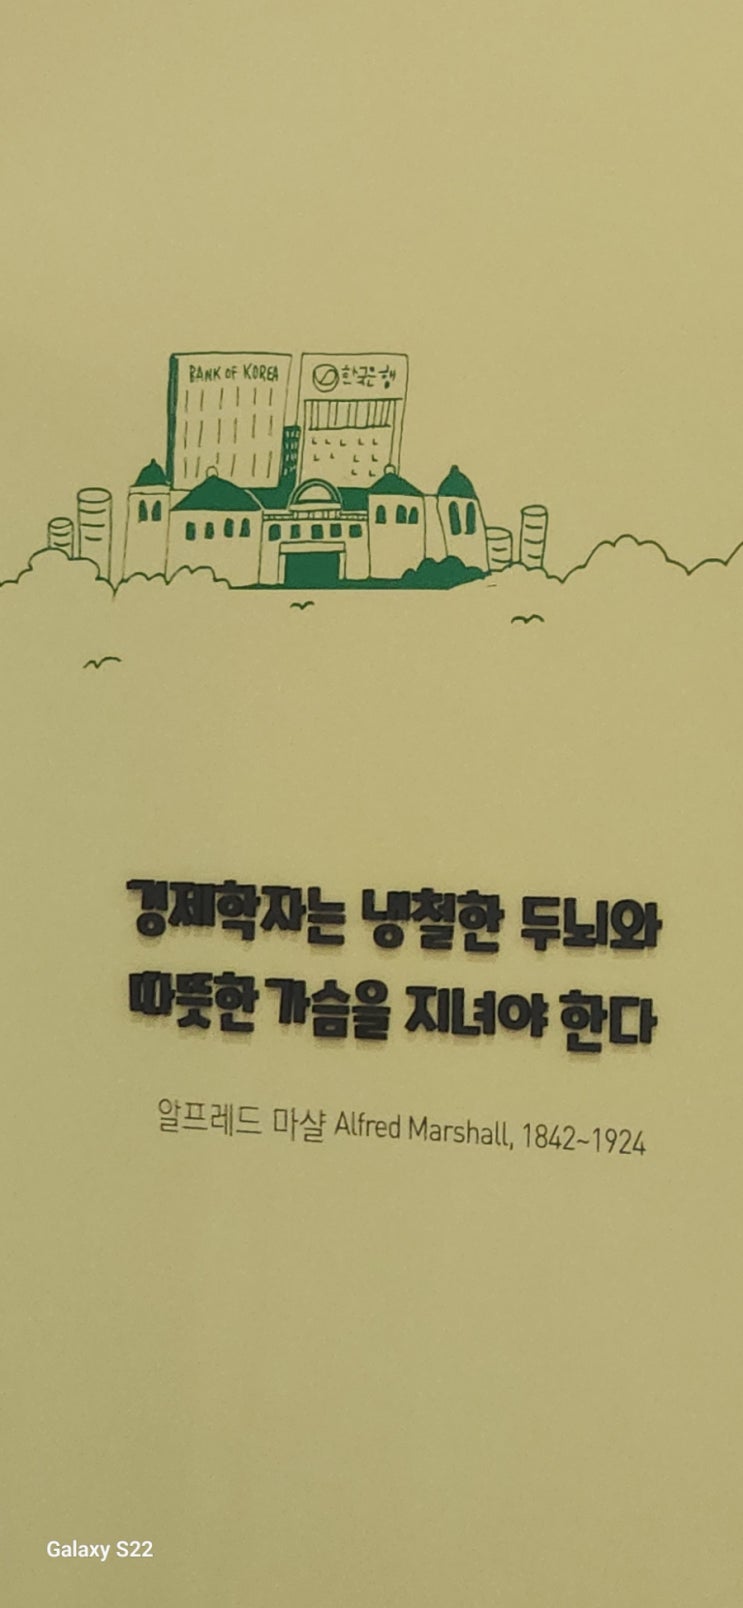 BANK OF KOREA
한국은행
경제학자는 냉철한 두뇌와
따뜻한 가슴을 지녀야 한다
알프레드 마샬 Alfred Marshall, 1842~1924
Galaxy S22